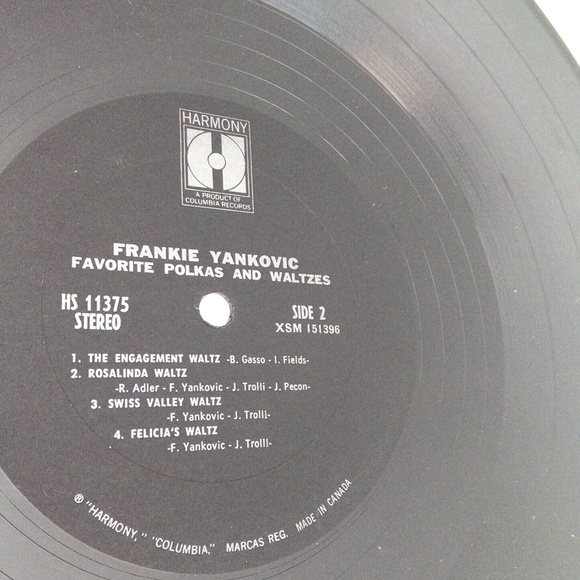 HARMONY
H
A PRODUCT OF
COLUMBIA RECORDS
FRANKIE YANKOVIC
FAVORITE POLKAS AND WALTZES
HS 11375
STEREO
SIDE 2
XSM 151396
1. THE ENGAGEMENT WALTZ -B. Gasso - I. Fields-
2. ROSALINDA WALTZ
-R. Adler - F. Yankovic - J. Trolli - J. Pecon-
3. SWISS VALLEY WALTZ
-F. Yankovic - J. Trolli-
4. FELICIA'S WALTZ
-F. Yankovic - J. Trolli-
® "HARMONY," "COLUMBIA," MARCAS REG. MADE IN CANADA